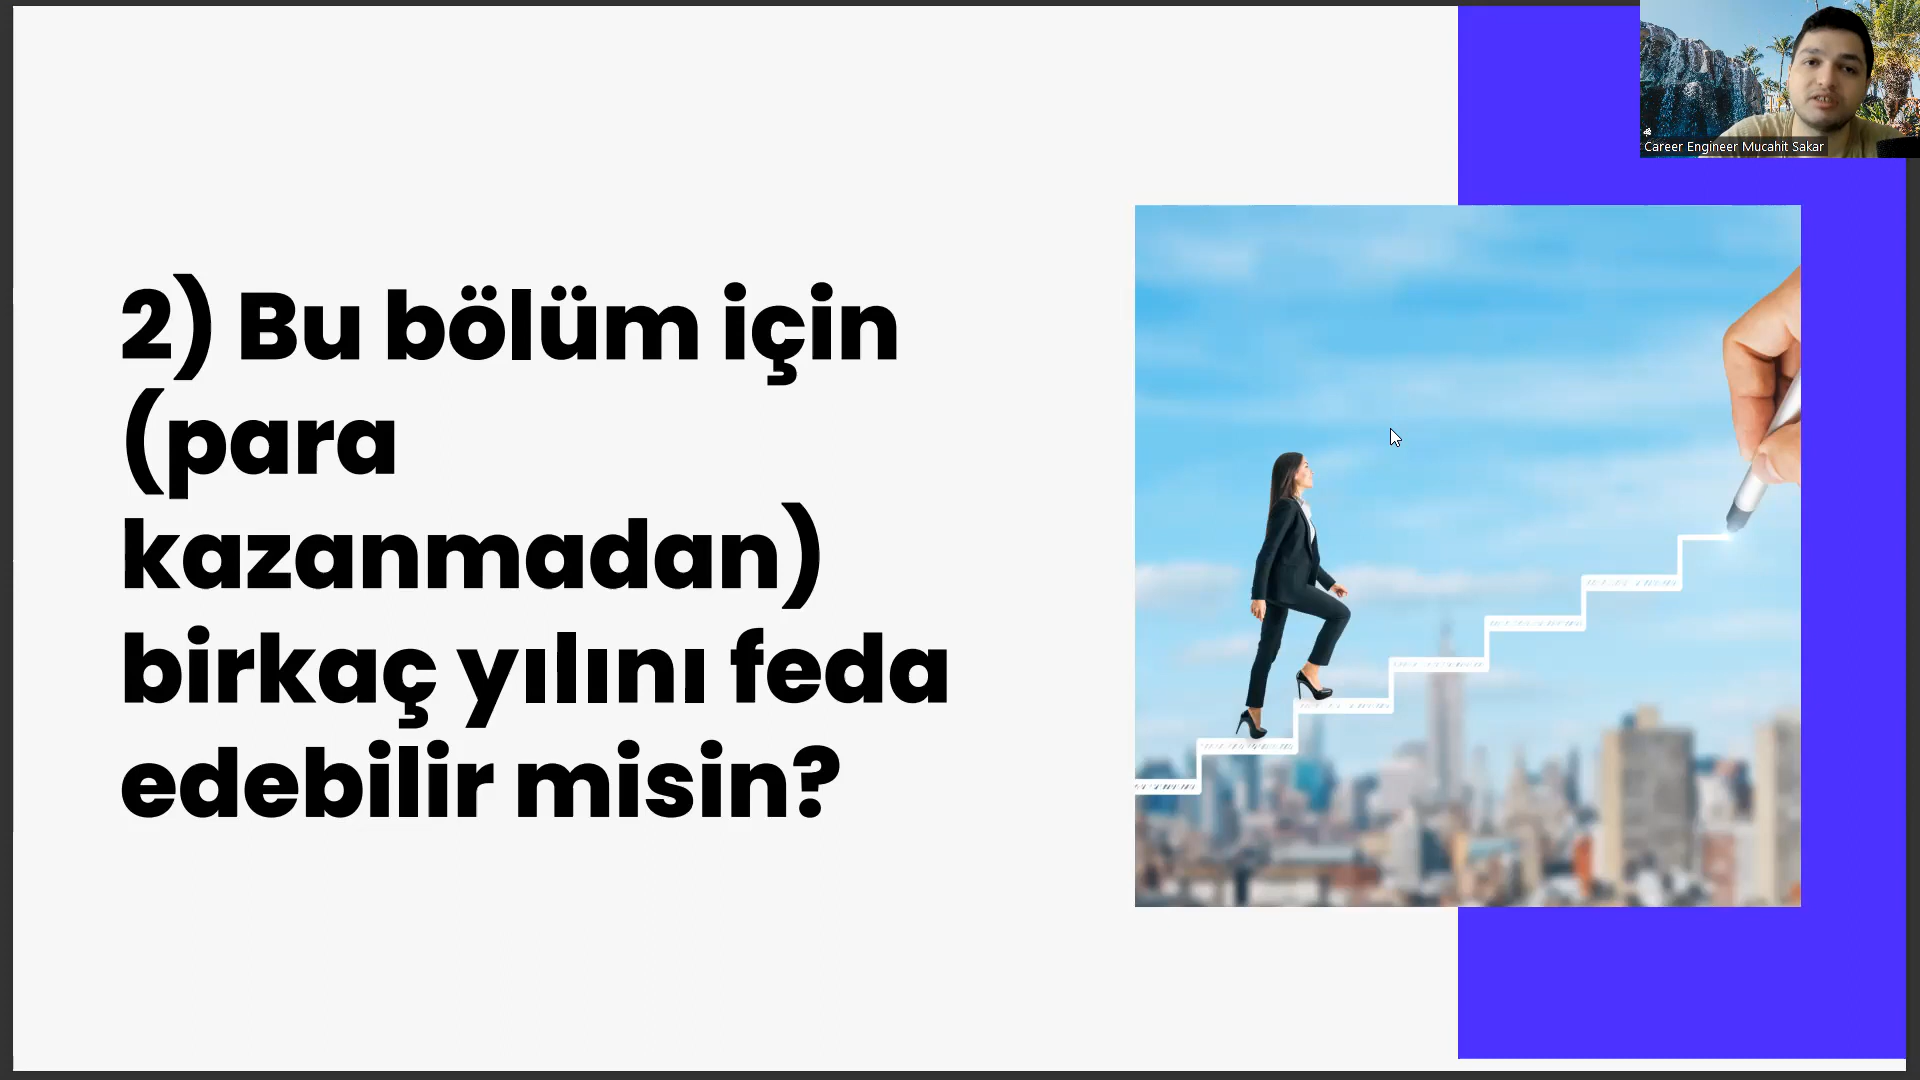 Career Engineer Mucahit Sakar
2) Bu bölüm için
(para
kazanmadan)
birkaç yılını feda
edebilir misin?